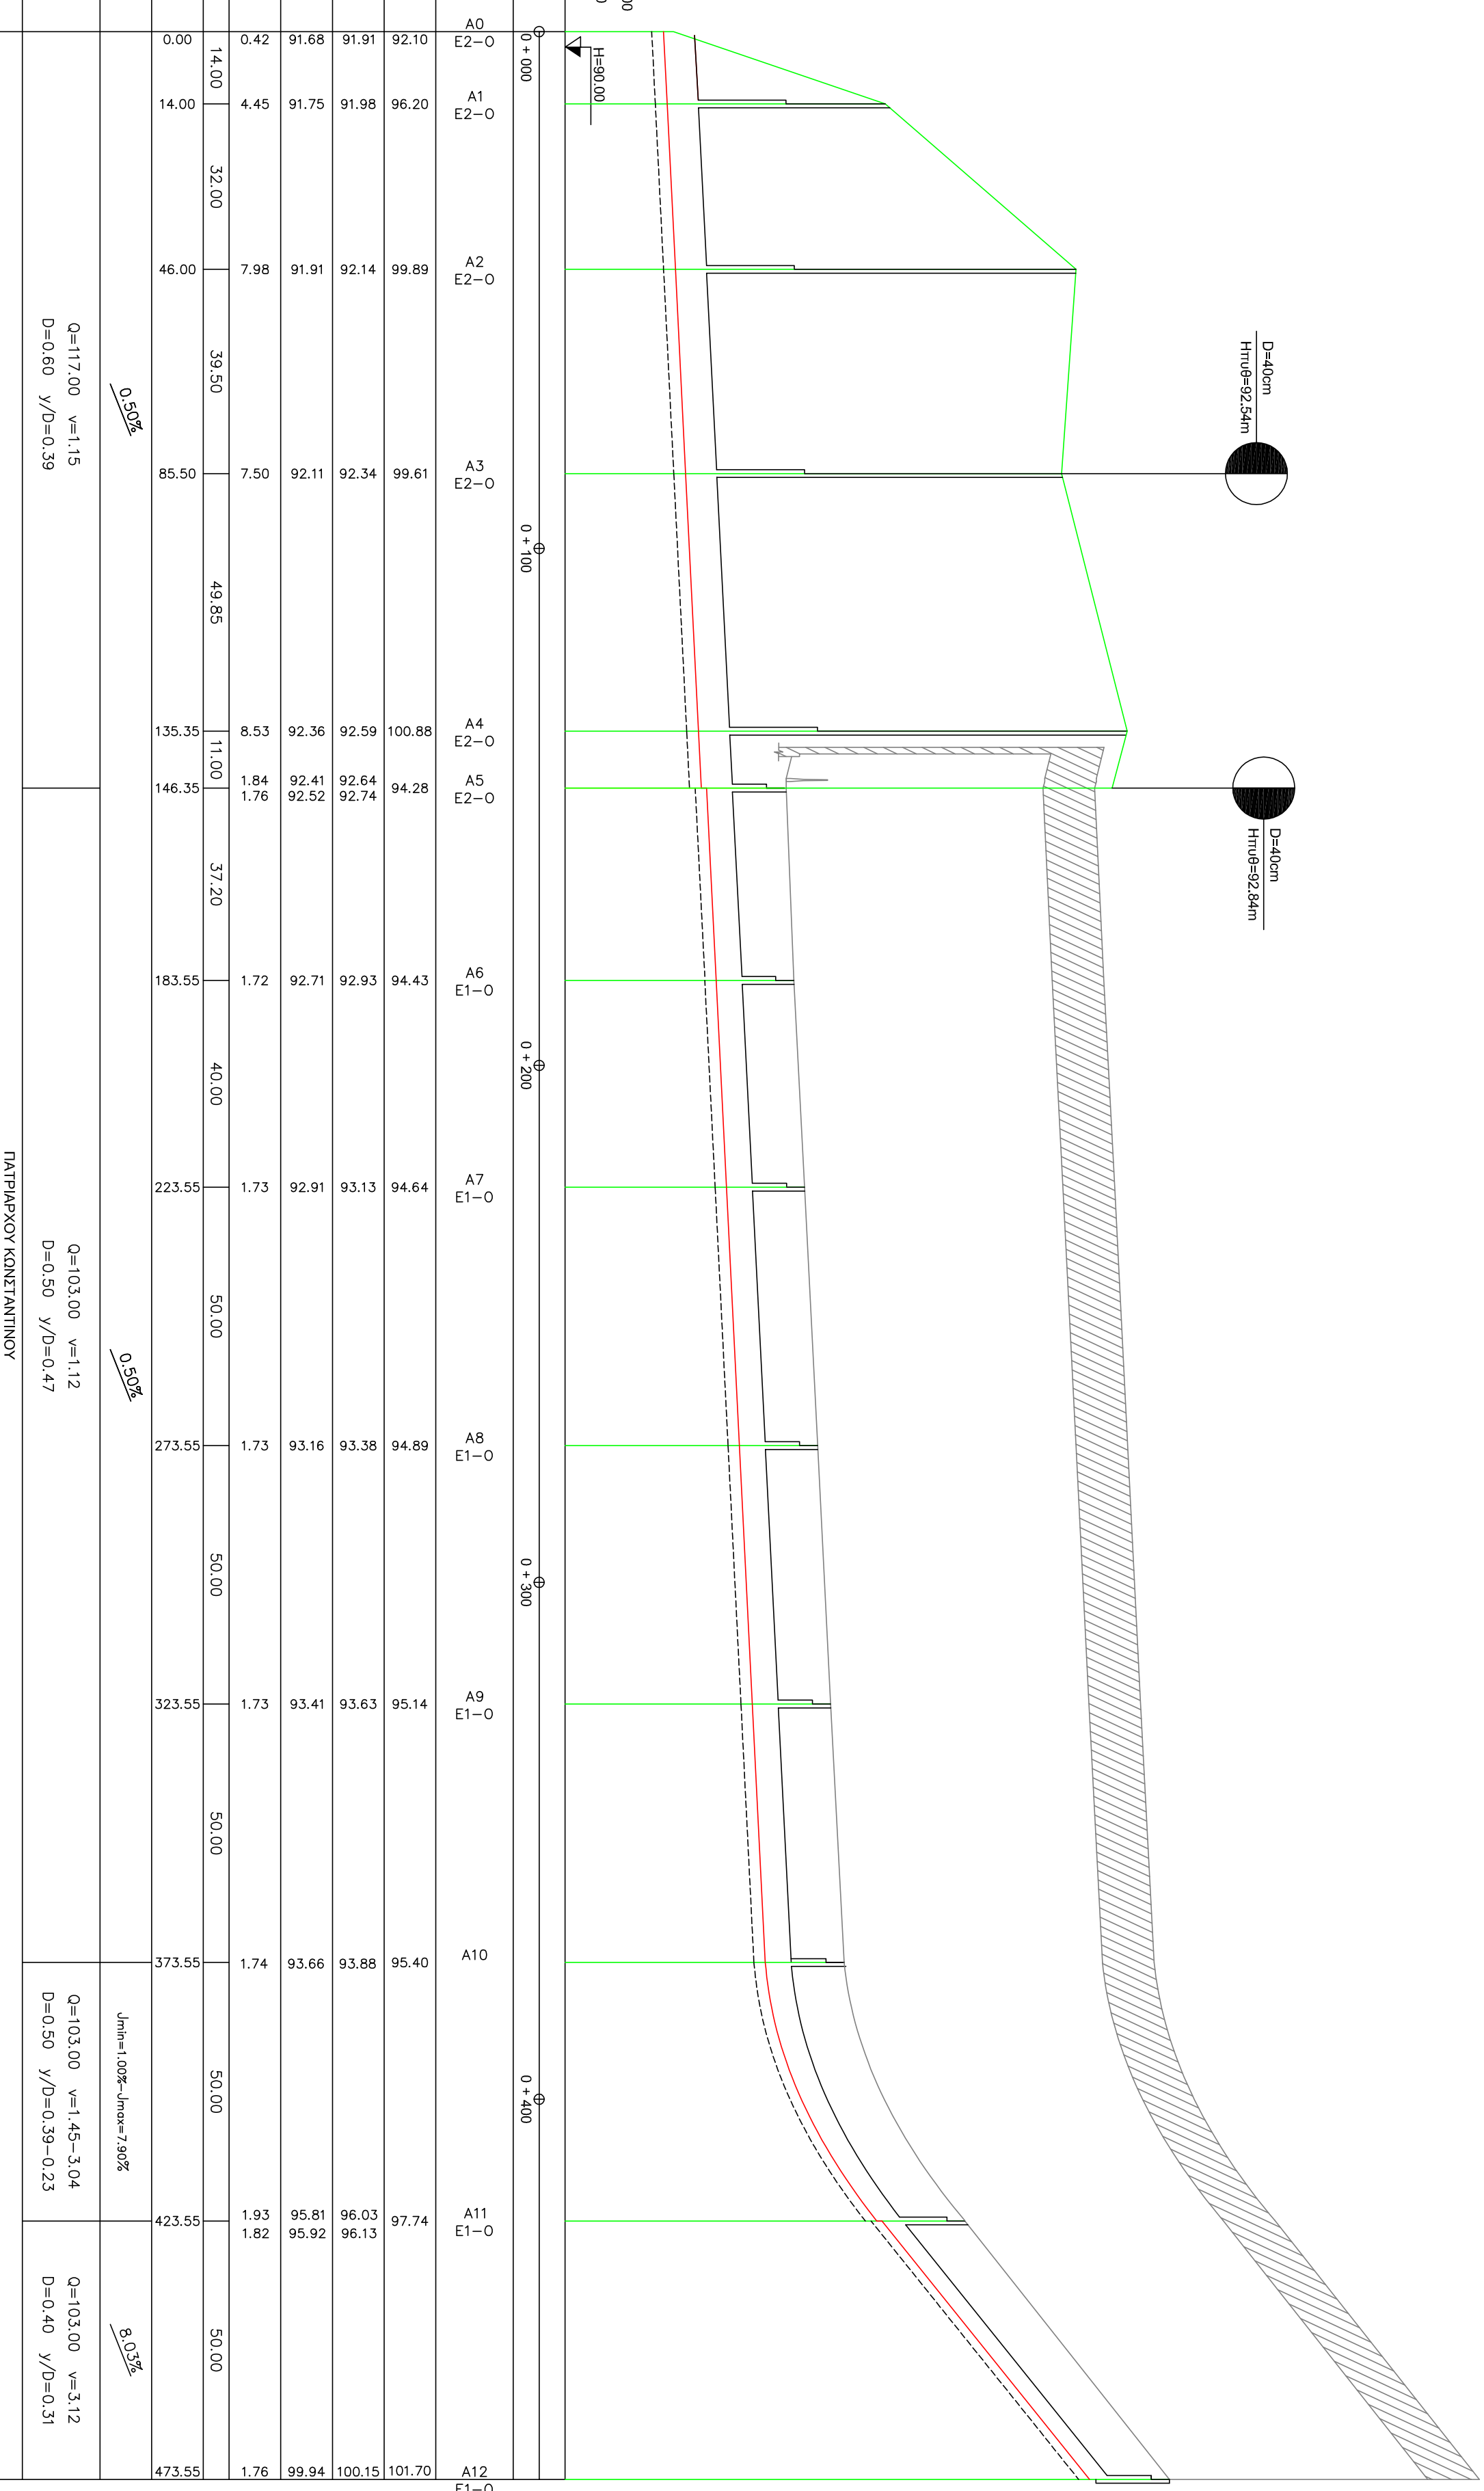 00
0
H=90.00
D=40cm
Hπυθ=92.54m
D=40cm
Hπυθ=92.84m
0+000
0+100
0+200
0+300
0+400
A0
E2-O
A1
E2-O
A2
E2-O
A3
E2-O
A4
E2-O
A5
E2-O
A6
E1-O
A7
E1-O
A8
E1-O
A9
E1-O
A10
A11
E1-O
A12
E1-O
92.10 96.20 99.89 99.61 100.88 94.28 94.43 94.64 94.89 95.14 95.40 97.74 101.70
91.91 91.98 92.14 92.34 92.59 92.64 92.74 92.93 93.13 93.38 93.63 93.88 96.03 96.13 100.15
91.68 91.75 91.91 92.11 92.36 92.41 92.52 92.71 92.91 93.16 93.41 93.66 95.81 95.92 99.94
0.42 4.45 7.98 7.50 8.53 1.84 1.76 1.72 1.73 1.73 1.73 1.74 1.93 1.82 1.76
14.00 32.00 39.50 49.85 11.00 37.20 40.00 50.00 50.00 50.00 50.00 50.00
0.00 14.00 46.00 85.50 135.35 146.35 183.55 223.55 273.55 323.55 373.55 423.55 473.55
0.50%
0.50%
Jmin=1.00%-Jmax=7.90%
8.03%
Q=117.00 v=1.15
D=0.60 y/D=0.39
Q=103.00 v=1.12
D=0.50 y/D=0.47
Q=103.00 v=1.45-3.04
D=0.50 y/D=0.39-0.23
Q=103.00 v=3.12
D=0.40 y/D=0.31
ΠΑΤΡΙΑΡΧΟΥ ΚΩΝΣΤΑΝΤΙΝΟΥ